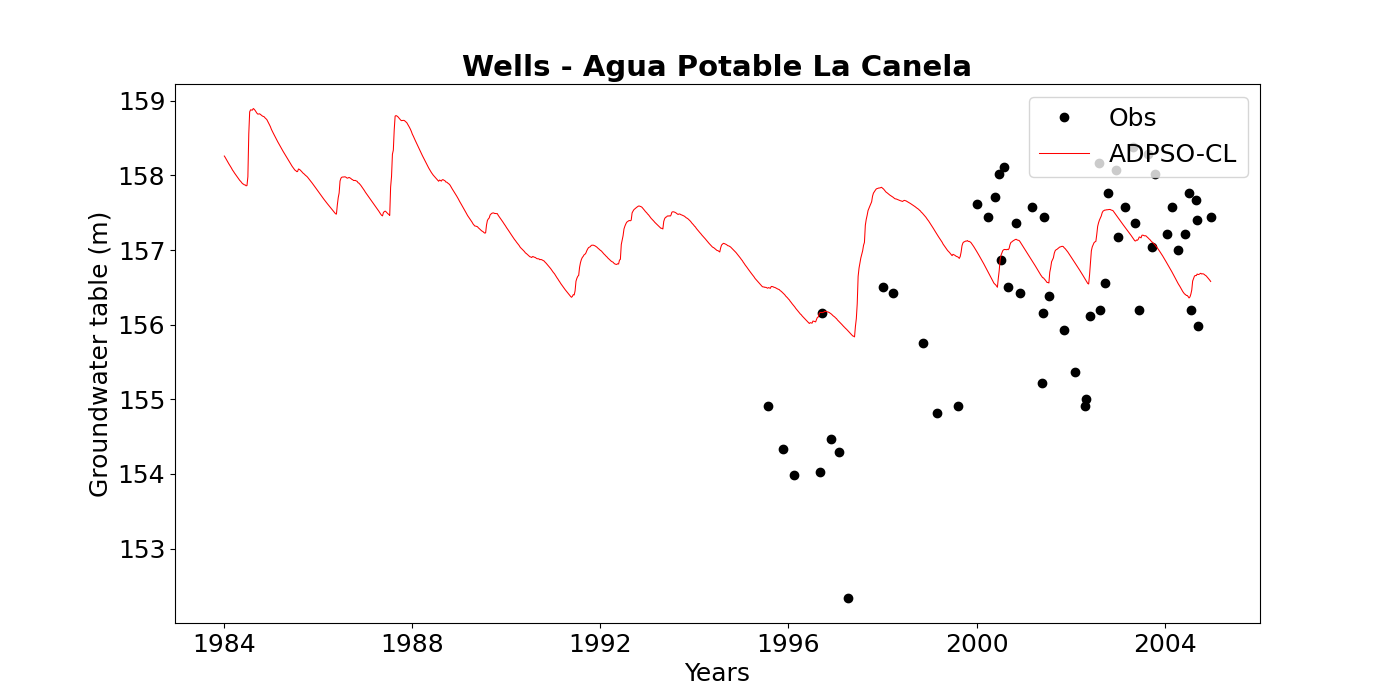 Wells - Agua Potable La Canela
Groundwater table (m)
159
158
157
156
155
154
153
Obs
ADPSO-CL
1984
1988
1992
1996
2000
2004
Years